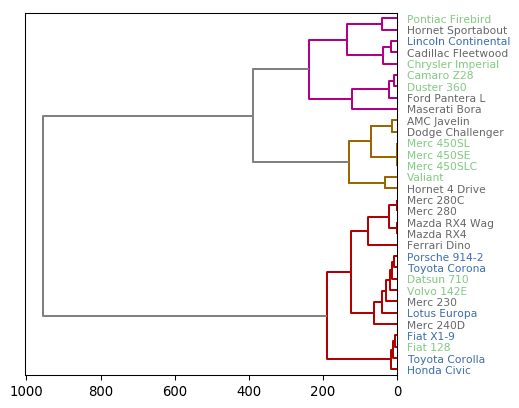 Pontiac Firebird
Hornet Sportabout
Lincoln Continental
Cadillac Fleetwood
Chrysler Imperial
Camaro Z28
Duster 360
Ford Pantera L
Maserati Bora
AMC Javelin
Dodge Challenger
Merc 450SL
Merc 450SE
Merc 450SLC
Valiant
Hornet 4 Drive
Merc 280C
Merc 280
Mazda RX4 Wag
Mazda RX4
Ferrari Dino
Porsche 914-2
Toyota Corona
Datsun 710
Volvo 142E
Merc 230
Lotus Europa
Merc 240D
Fiat X1-9
Fiat 128
Toyota Corolla
Honda Civic
1000 800 600 400 200 0